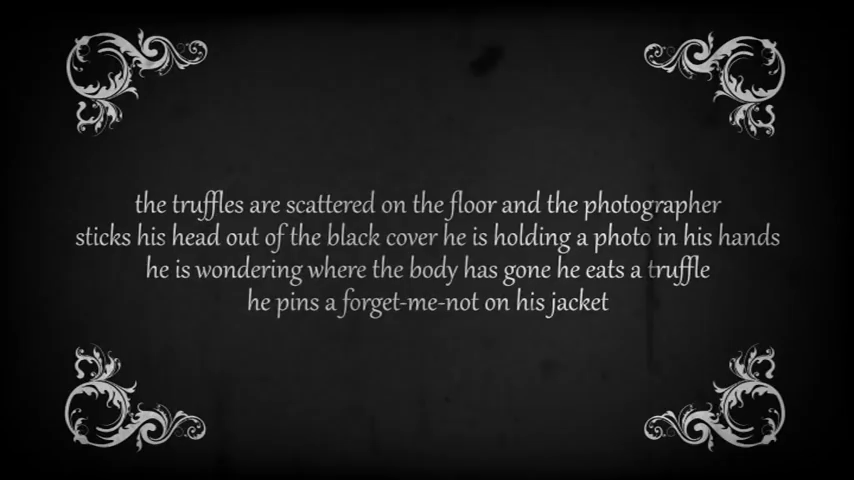 the truffles are scattered on the floor and the photographer
sticks his head out of the black cover he is holding a photo in his hands
he is wondering where the body has gone he eats a truffle
he pins a forget-me-not on his jacket